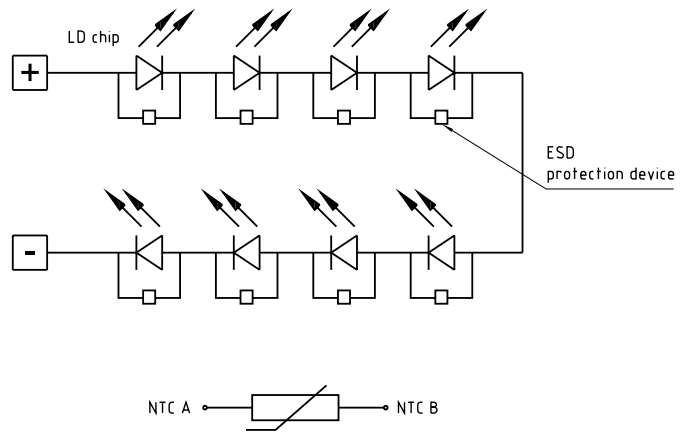 LD chip
+
ESD
protection device
-
NTC A
NTC B